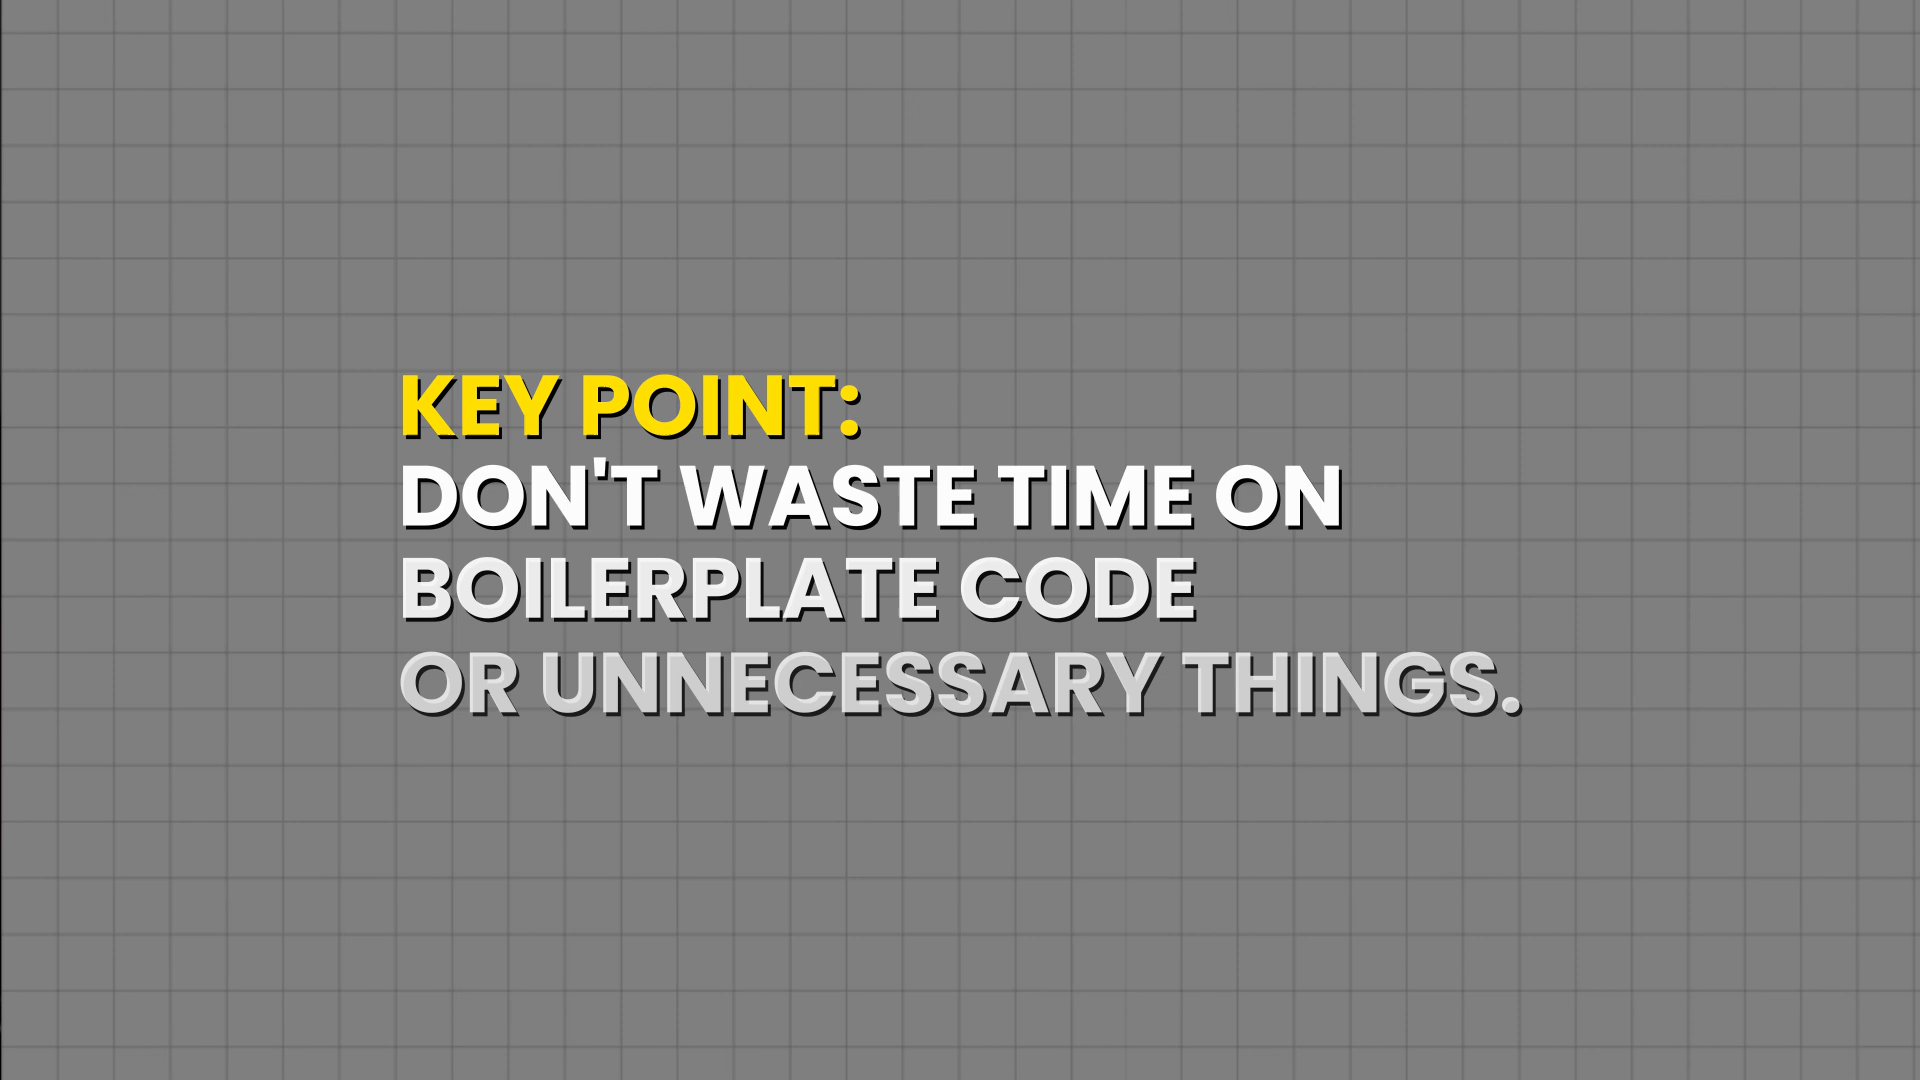 KEY POINT:
DON'T WASTE TIME ON
BOILERPLATE CODE
OR UNNECESSARY THINGS.